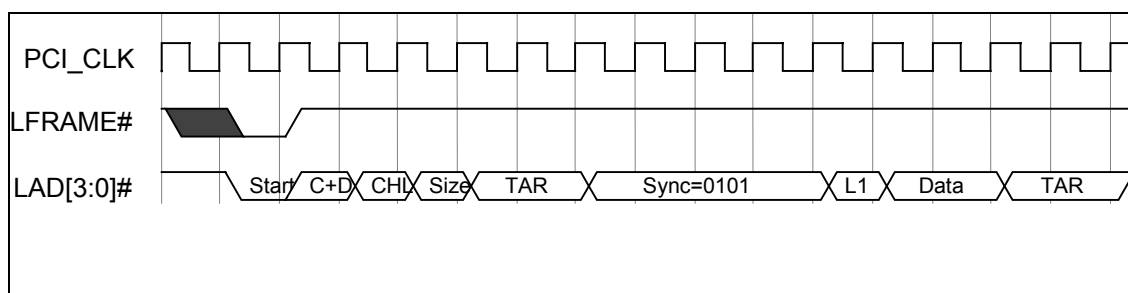 PCI_CLK
LFRAME#
LAD[3:0]# Start C+D CHL Size TAR Sync=0101 L1 Data TAR